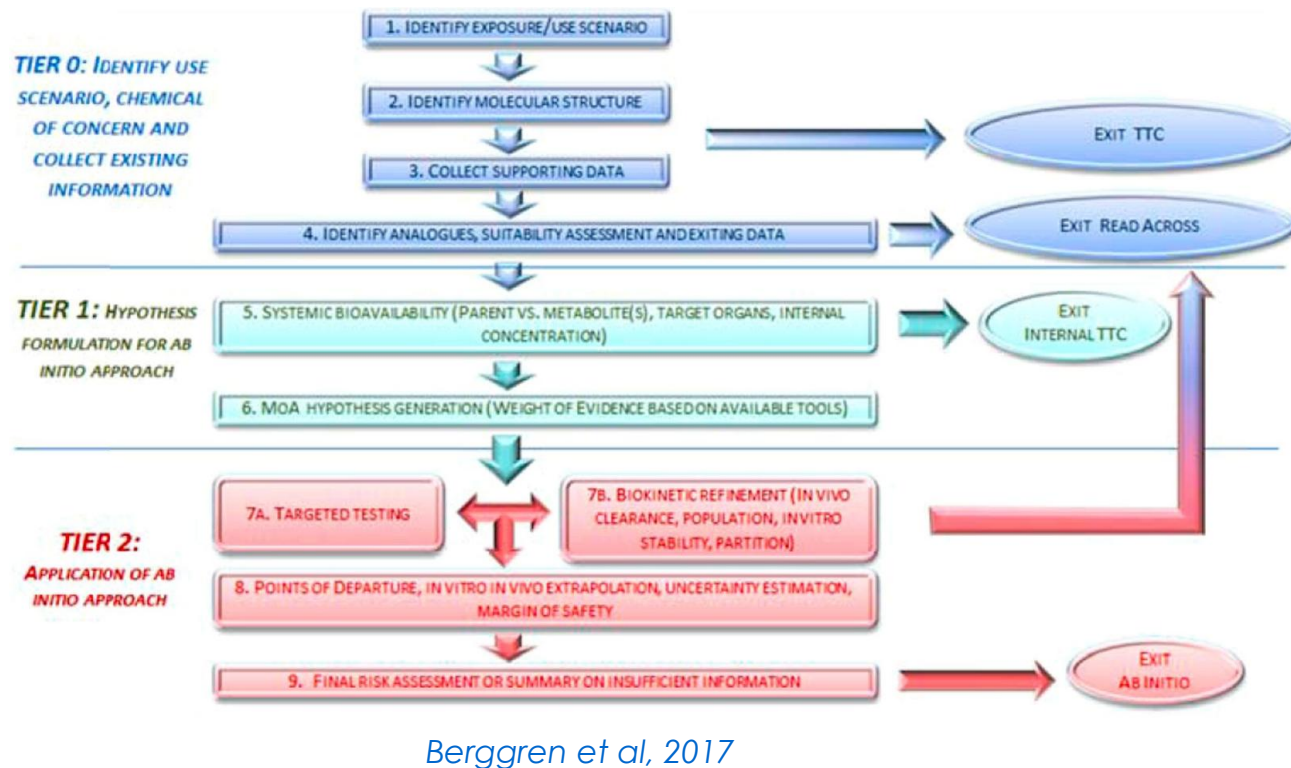 1. IDENTIFY EXPOSURE/USE SCENARIO
TIER 0: IDENTIFY USE
SCENARIO, CHEMICAL
OF CONCERN AND
COLLECT EXISTING
INFORMATION
2. IDENTIFY MOLECULAR STRUCTURE
EXIT TTC
3. COLLECT SUPPORTING DATA
4. IDENTIFY ANALOGUES, SUITABILITY ASSESSMENT AND EXITING DATA
EXIT READ ACROSS
TIER 1: HYPOTHESIS
FORMULATION FOR AB
INITIO APPROACH
5. SYSTEMIC BIOAVAILABILITY (PARENT VS. METABOLITE(S), TARGET ORGANS, INTERNAL
CONCENTRATION)
EXIT
INTERNAL TTC
6. MOA HYPOTHESIS GENERATION (WEIGHT OF EVIDENCE BASED ON AVAILABLE TOOLS)
TIER 2:
APPLICATION OF AB
INITIO APPROACH
7A. TARGETED TESTING
7B. BIOKINETIC REFINEMENT (IN VIVO
CLEARANCE, POPULATION, IN VITRO
STABILITY, PARTITION)
8. POINTS OF DEPARTURE, IN VITRO IN VIVO EXTRAPOLATION, UNCERTAINTY ESTIMATION,
MARGIN OF SAFETY
9. FINAL RISK ASSESSMENT OR SUMMARY ON INSUFFICIENT INFORMATION
EXIT
AB INITIO
Berggren et al, 2017